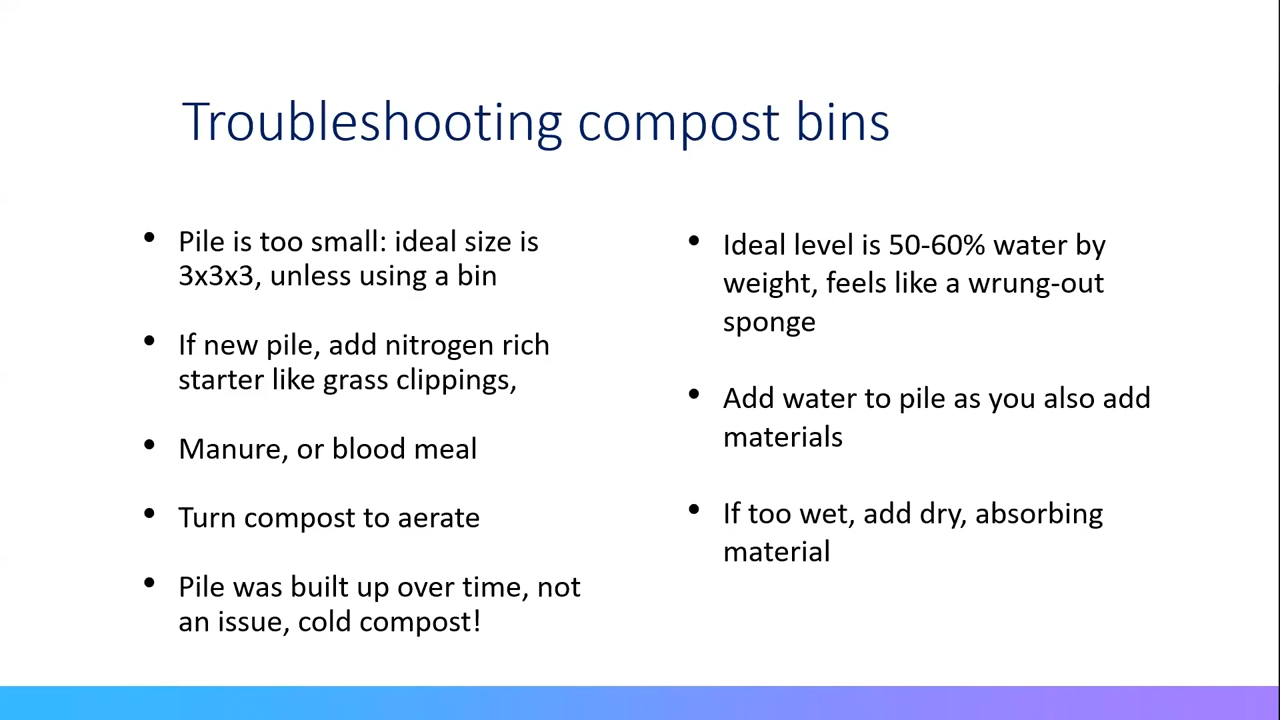 Troubleshooting compost bins
• Pile is too small: ideal size is
3x3x3, unless using a bin
• If new pile, add nitrogen rich
starter like grass clippings,
• Manure, or blood meal
• Turn compost to aerate
• Pile was built up over time, not
an issue, cold compost!
• Ideal level is 50-60% water by
weight, feels like a wrung-out
sponge
• Add water to pile as you also add
materials
• If too wet, add dry, absorbing
material